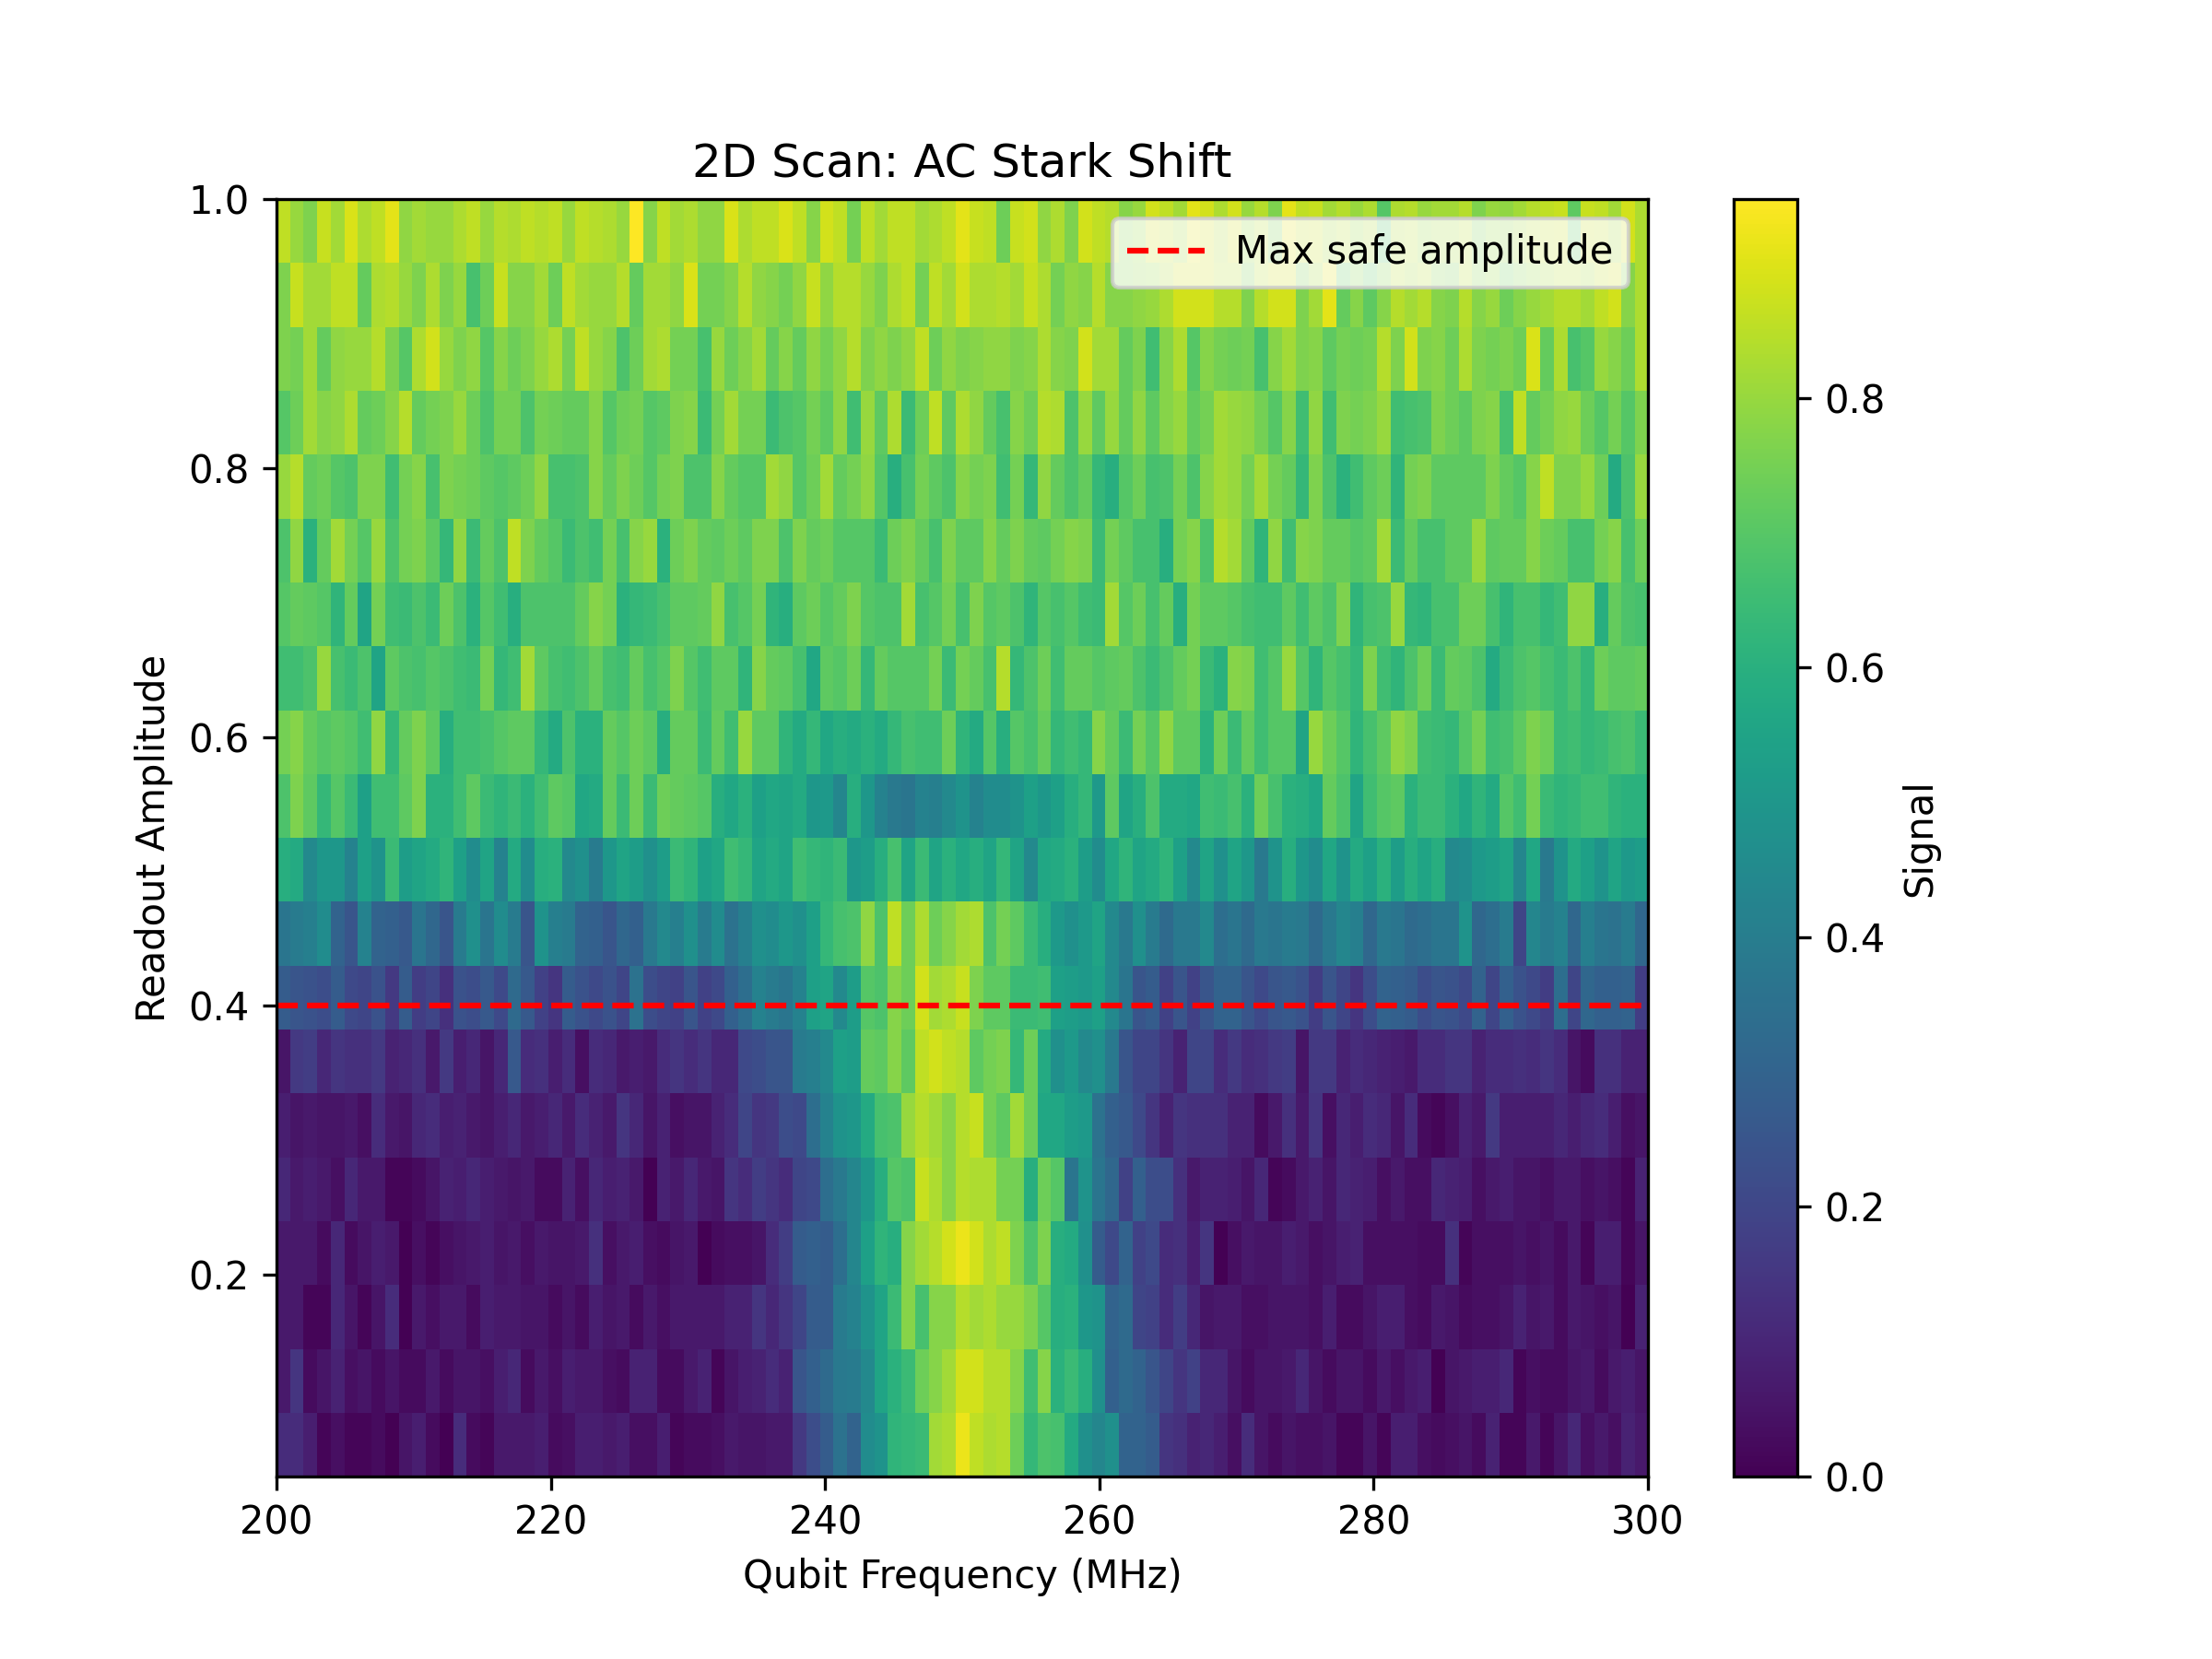 2D Scan: AC Stark Shift
Max safe amplitude
1.0
0.8
0.6
0.4
0.2
Readout Amplitude
200 220 240 260 280 300
Qubit Frequency (MHz)
0.8
0.6
0.4
0.2
0.0
Signal